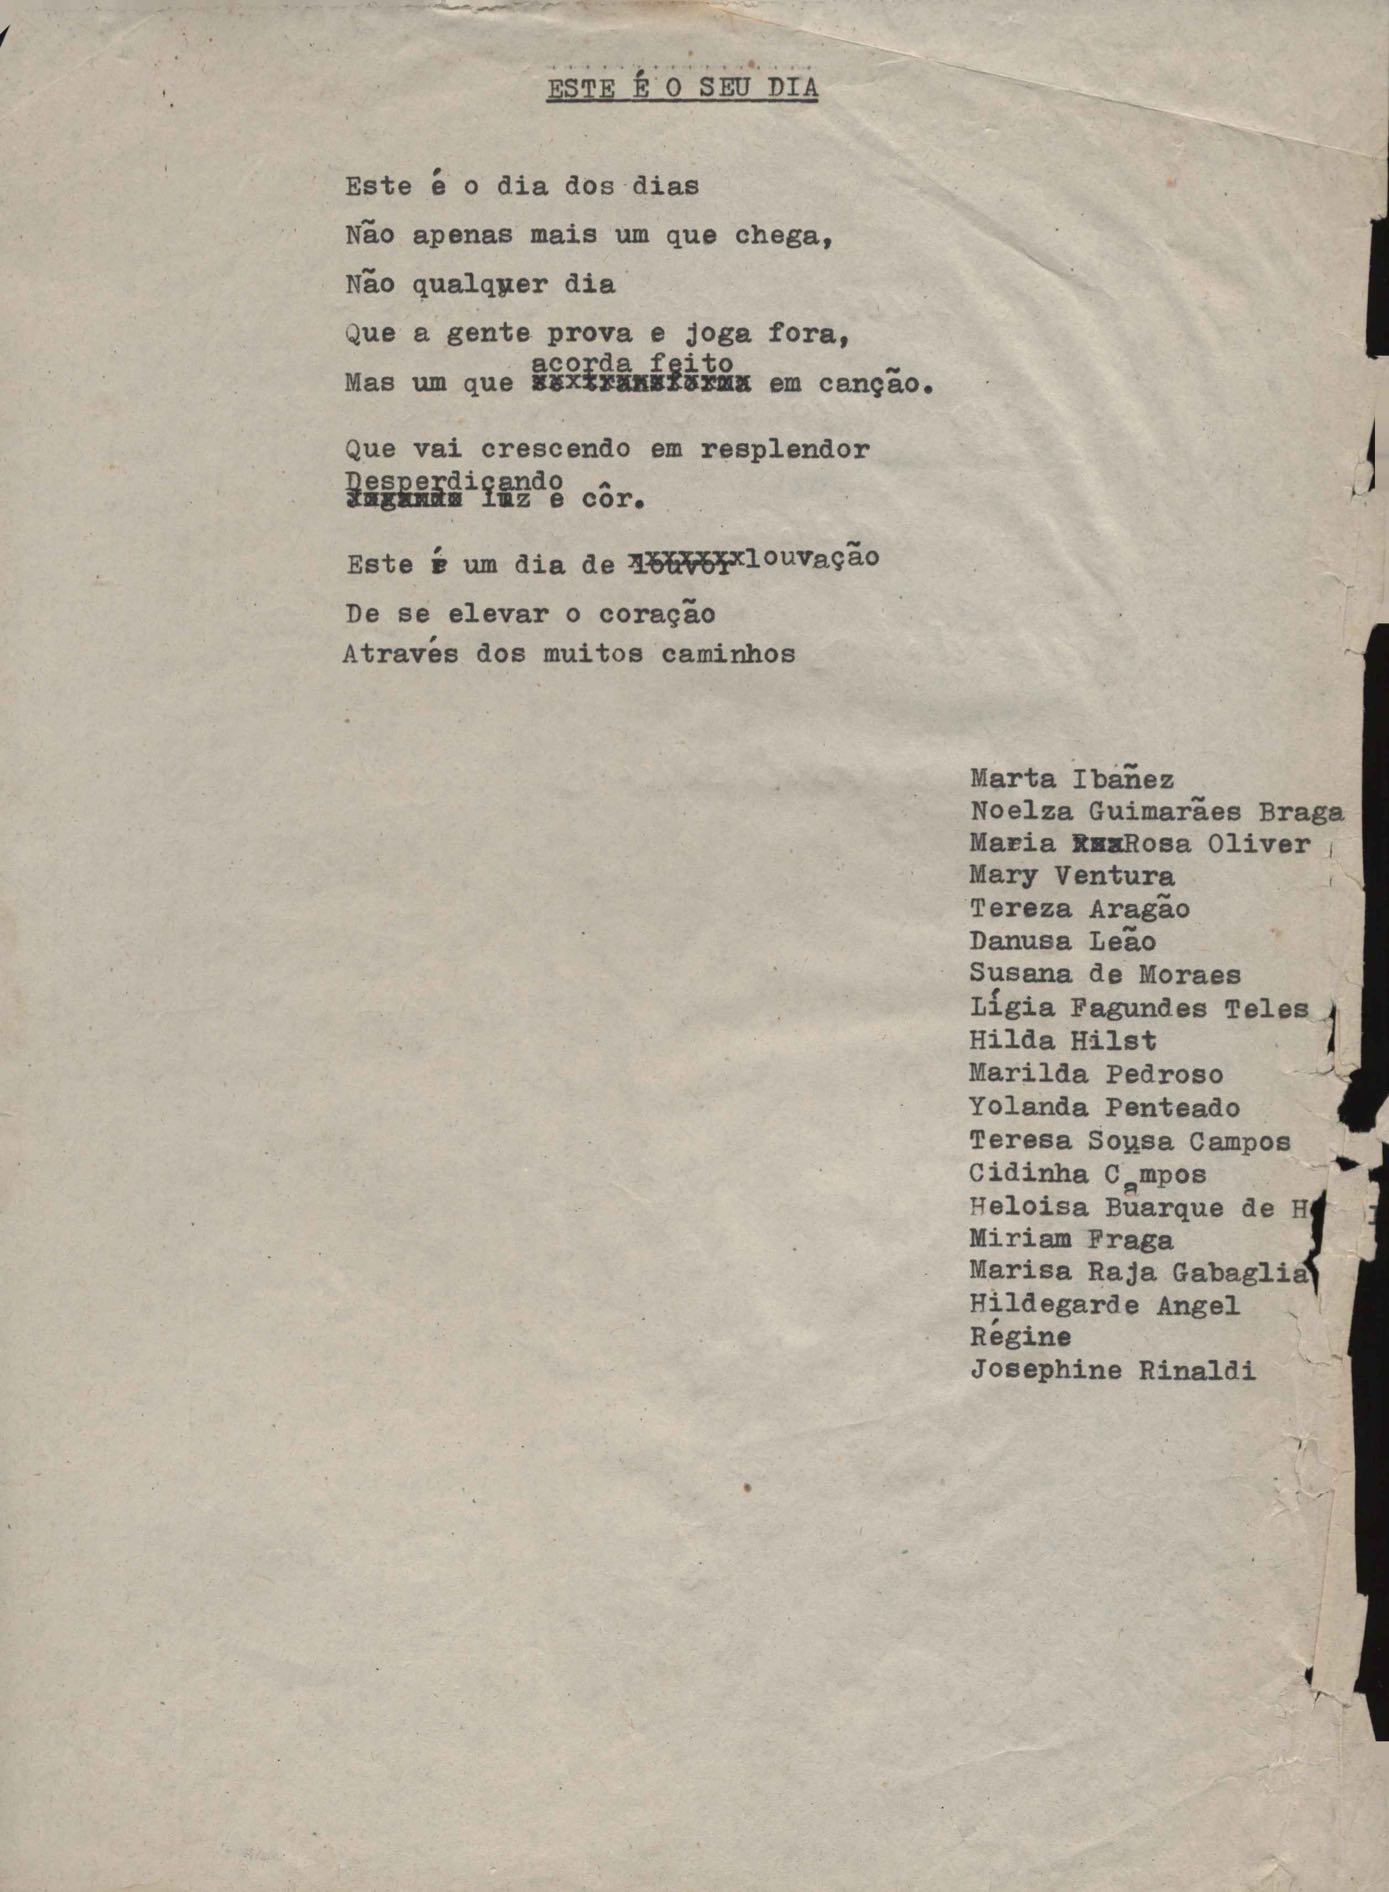 ESTE É O SEU DIA
Este é o dia dos dias
Não apenas mais um que chega,
Não qualquer dia
Que a gente prova e joga fora,
acorda feito
Mas um que se transforma em canção.
Que vai crescendo em resplendor
Desperdiçando
Jogando luz e côr.
Este é um dia de louvor louvação
De se elevar o coração
Através dos muitos caminhos
Marta Ibañez
Noelza Guimarães Braga
Maria Rosa Oliver
Mary Ventura
Tereza Aragão
Danusa Leão
Susana de Moraes
Lígia Fagundes Teles
Hilda Hilst
Marilda Pedroso
Yolanda Penteado
Teresa Sousa Campos
Cidinha Campos
Heloisa Buarque de
Miriam Fraga
Marisa Raja Gabaglia
Hildegarde Angel
Régine
Josephine Rinaldi